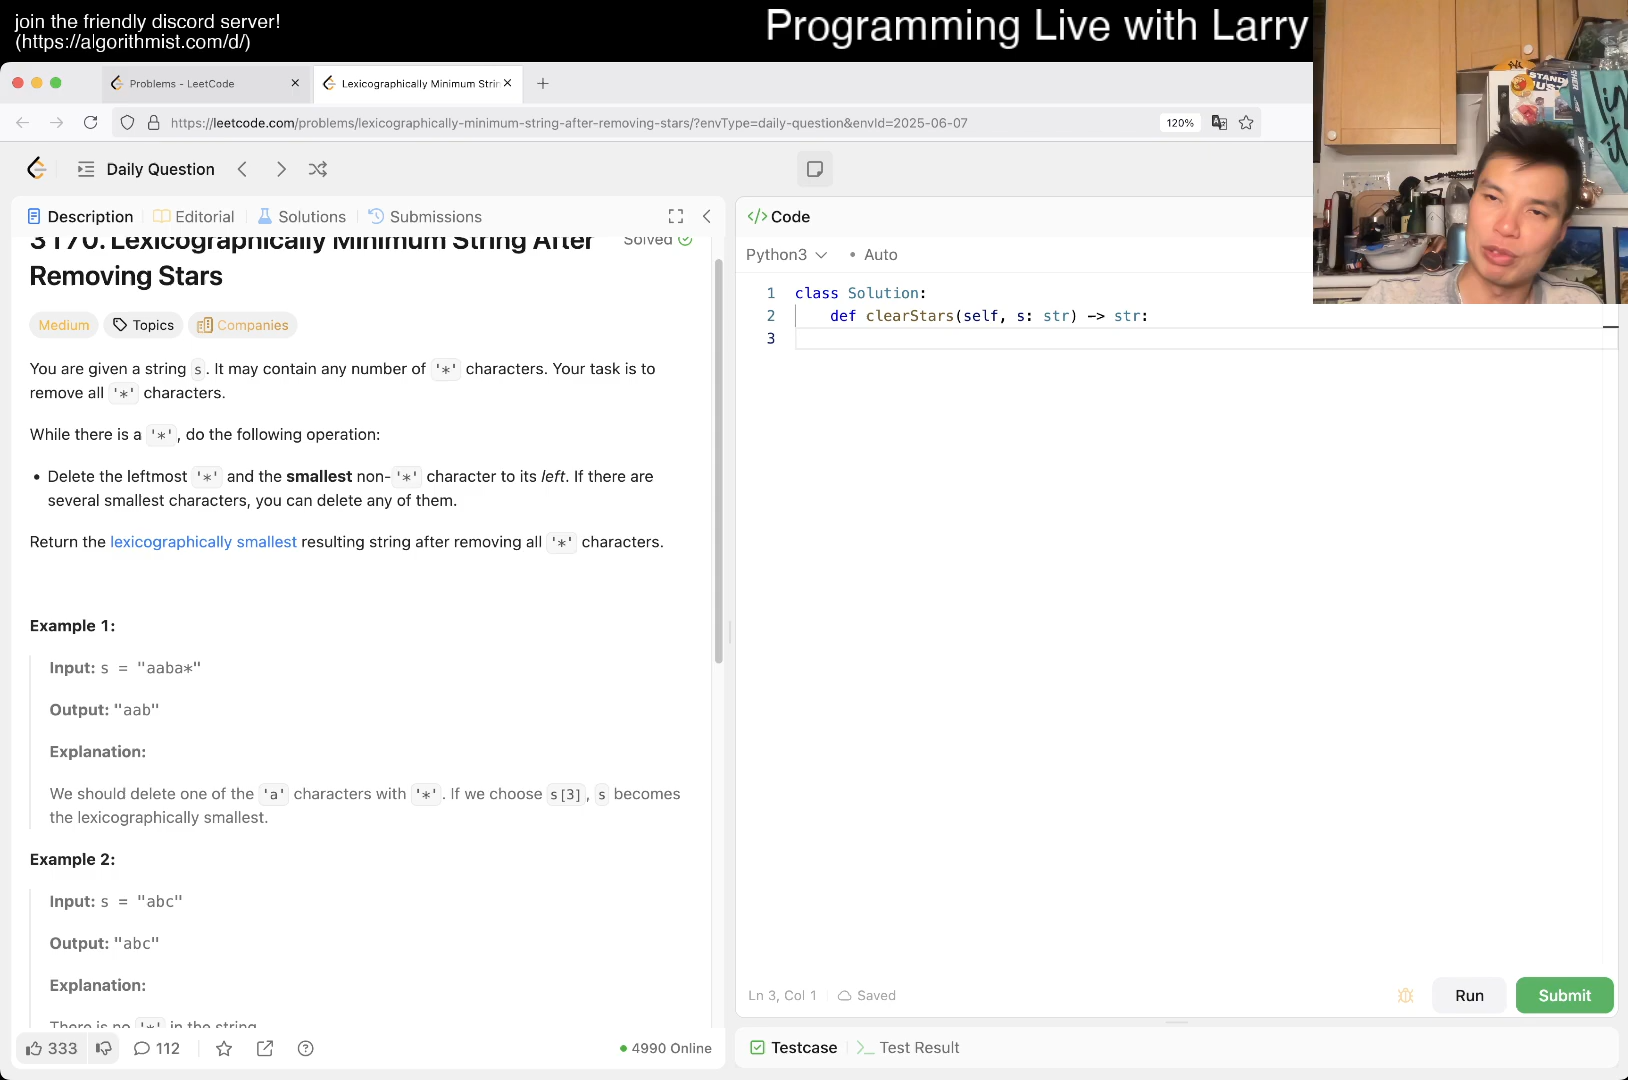 join the friendly discord server!
(https://algorithmist.com/d/)
Programming Live with Larry
Problems - LeetCode
Lexicographically Minimum Strin
https://leetcode.com/problems/lexicographically-minimum-string-after-removing-stars/?envType=daily-question&envId=2025-06-07
120%
Daily Question
Description
Editorial
Solutions
Submissions
3170. Lexicographically Minimum String After
Removing Stars
Solved
Medium
Topics
Companies
You are given a string s. It may contain any number of '*' characters. Your task is to
remove all '*' characters.
While there is a '*', do the following operation:
• Delete the leftmost '*' and the smallest non-'*' character to its left. If there are
several smallest characters, you can delete any of them.
Return the lexicographically smallest resulting string after removing all '*' characters.
Example 1:
Input: s = "aaba*"
Output: "aab"
Explanation:
We should delete one of the 'a' characters with '*'. If we choose s[3], s becomes
the lexicographically smallest.
Example 2:
Input: s = "abc"
Output: "abc"
Explanation:
There is no '*' in the string.
333
112
4990 Online
</> Code
Python3
• Auto
1 class Solution:
2 def clearStars(self, s: str) -> str:
3
Ln 3, Col 1
Saved
Run
Submit
Testcase
Test Result
STAND